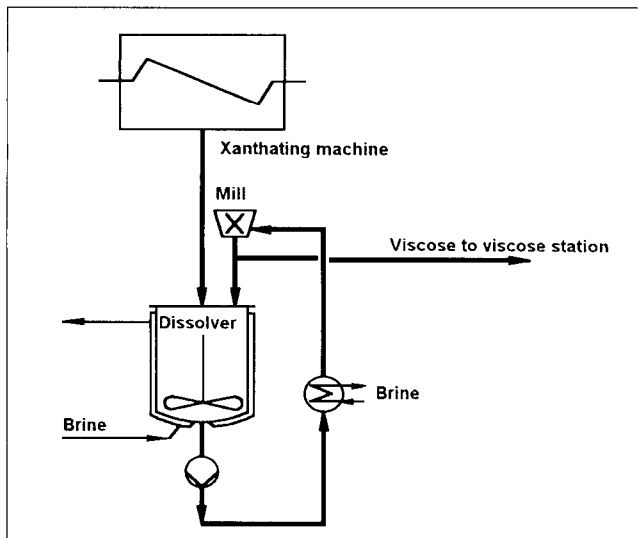 Xanthating machine
Mill
Viscose to viscose station
Dissolver
Brine
Brine